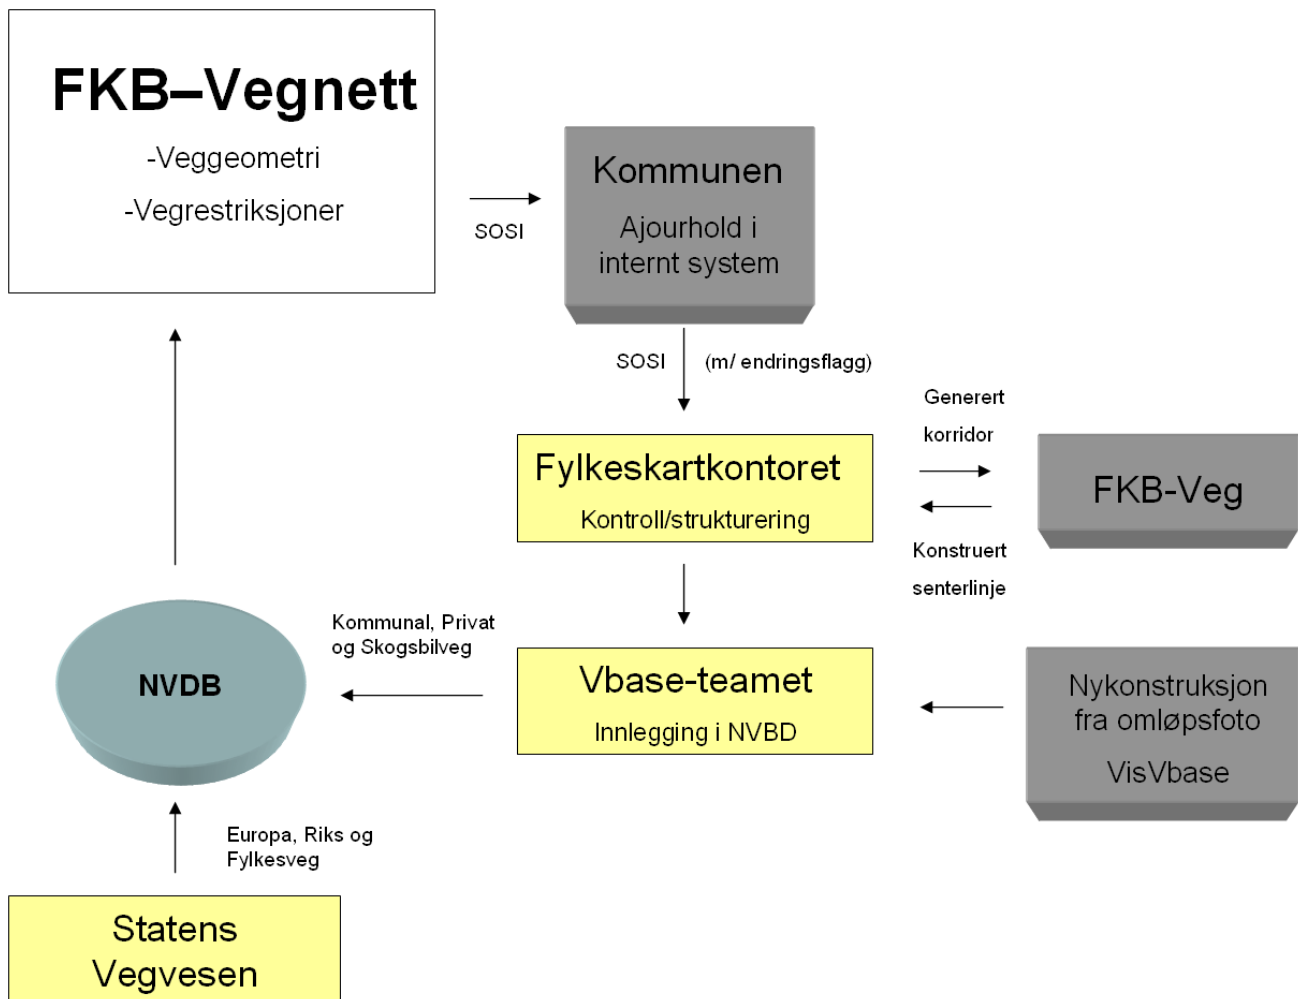 FKB–Vegnett
-Veggeometri
-Vegrestriksjoner
SOSI
Kommunen
Ajourhold i
internt system
SOSI
(m/ endringsflagg)
Fylkeskartkontoret
Kontroll/strukturering
Generert
korridor
Konstruert
senterlinje
FKB-Veg
Vbase-teamet
Innlegging i NVBD
Nykonstruksjon
fra omløpsfoto
VisVbase
Kommunal, Privat
og Skogsbilveg
NVDB
Europa, Riks og
Fylkesveg
Statens
Vegvesen